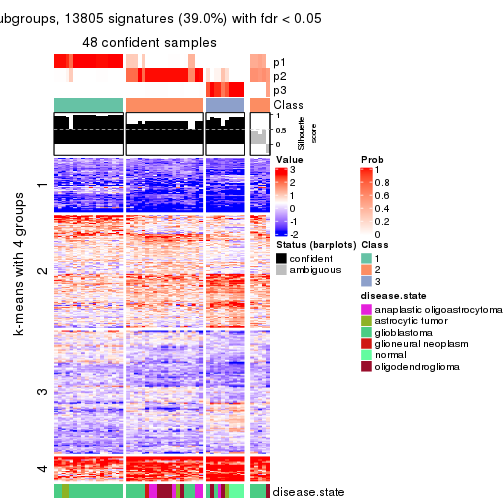 ubgroups, 13805 signatures (39.0%) with fdr < 0.05
48 confident samples
p1
p2
p3
Class
1
0.5
0
Silhouette
score
k-means with 4 groups
1
2
3
4
Value
3
2
1
0
-1
-2
Prob
1
0.8
0.6
0.4
0.2
0
Status (barplots)
confident
ambiguous
Class
1
2
3
disease.state
anaplastic oligoastrocytoma
astrocytic tumor
glioblastoma
glioneural neoplasm
normal
oligodendroglioma
disease.state